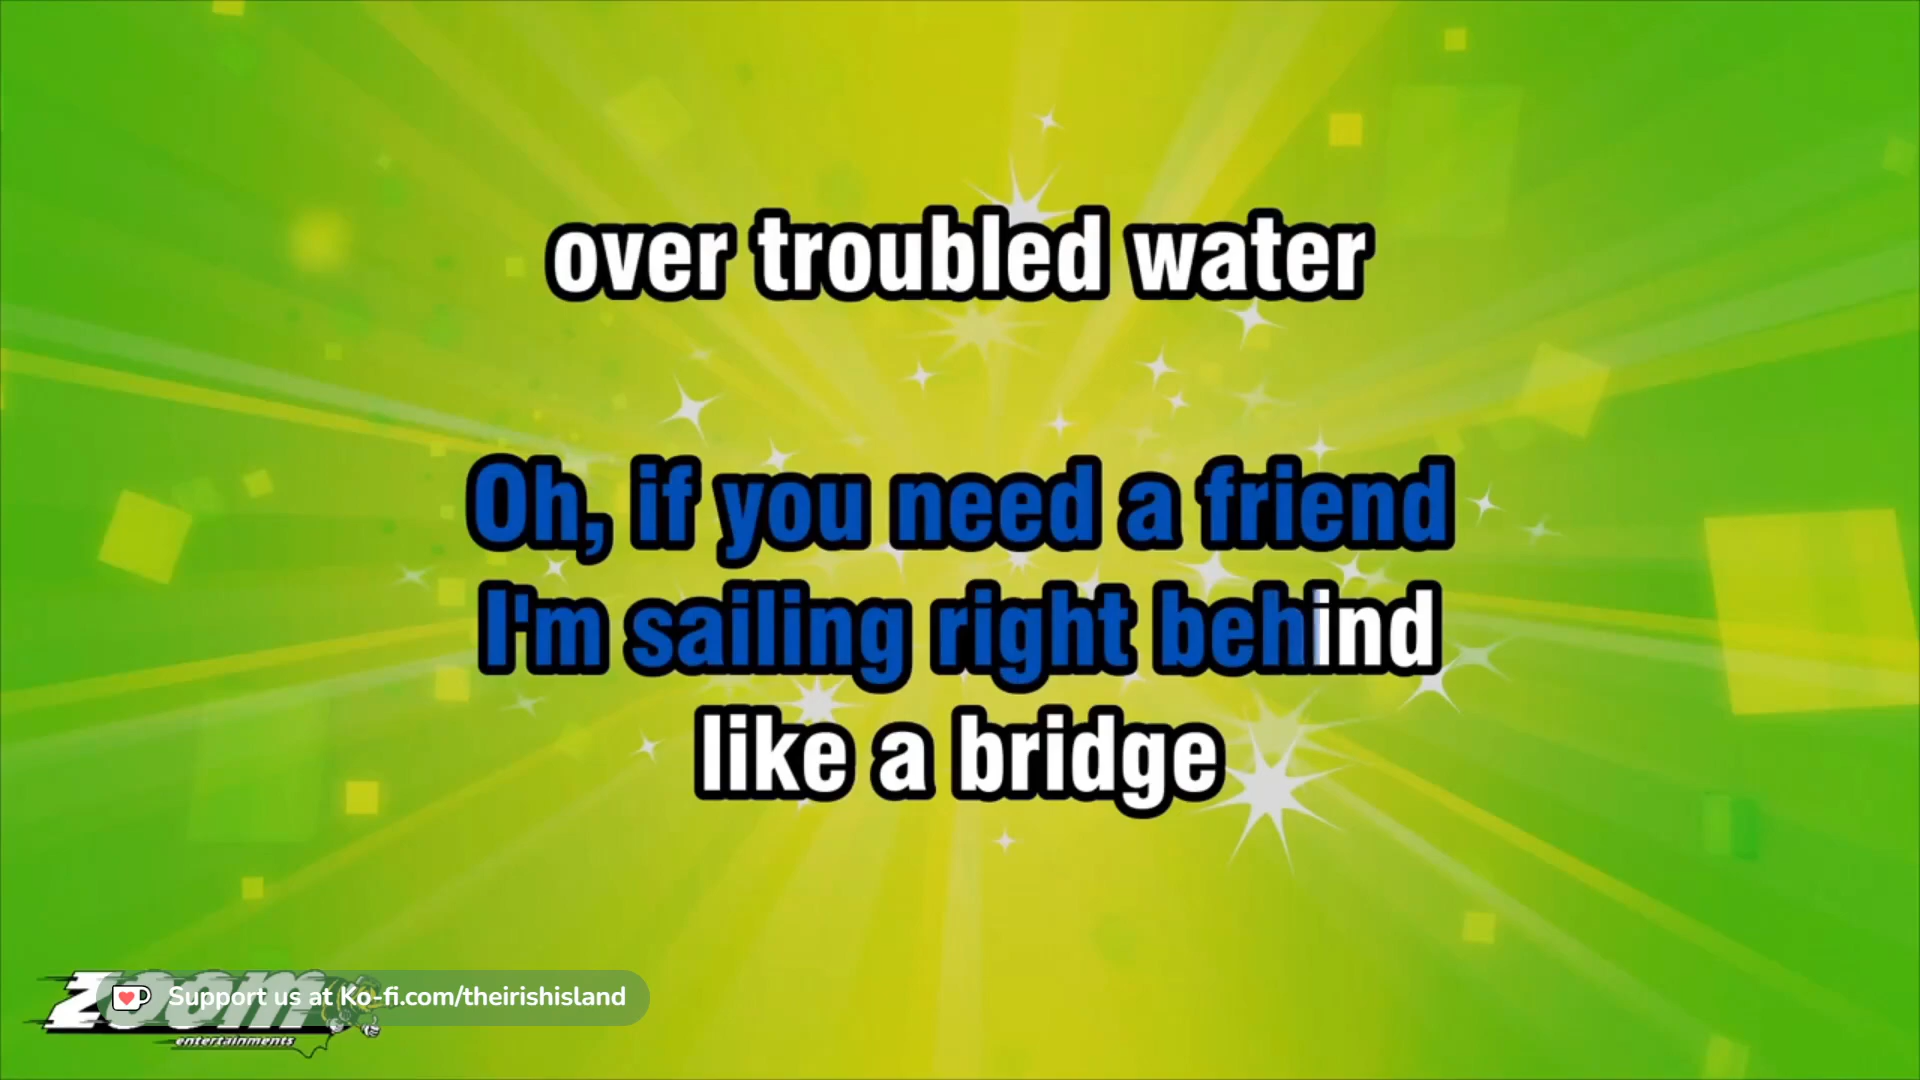 over troubled water
Oh, if you need a friend
I'm sailing right behind
like a bridge
zoom
Support us at Ko-fi.com/theirishisland
entertainments